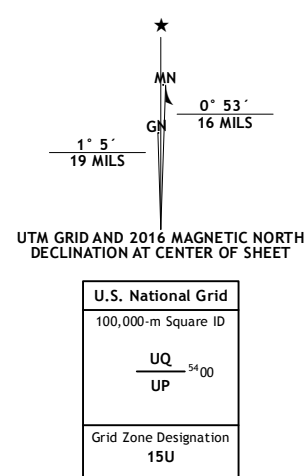 ★
MN
0° 53´
16 MILS
GN
1° 5´
19 MILS
UTM GRID AND 2016 MAGNETIC NORTH
DECLINATION AT CENTER OF SHEET
U.S. National Grid
100,000-m Square ID
UQ
5400
UP
Grid Zone Designation
15U